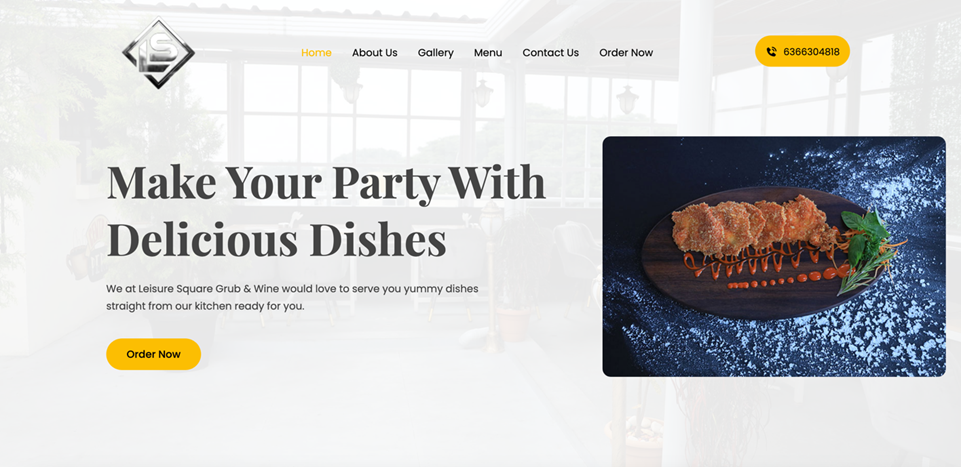 LS
Home About Us Gallery Menu Contact Us Order Now
6366304818
Make Your Party With
Delicious Dishes
We at Leisure Square Grub & Wine would love to serve you yummy dishes
straight from our kitchen ready for you.
Order Now